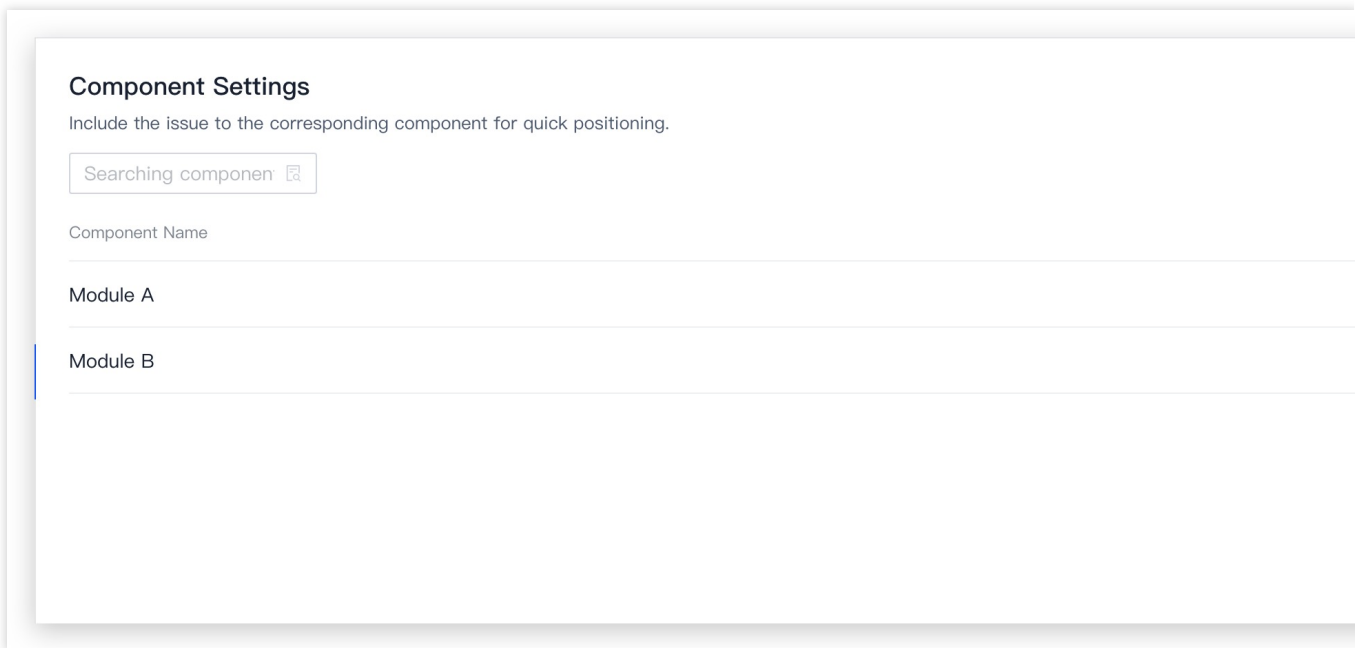 Component Settings
Include the issue to the corresponding component for quick positioning.
Searching componen
Component Name
Module A
Module B